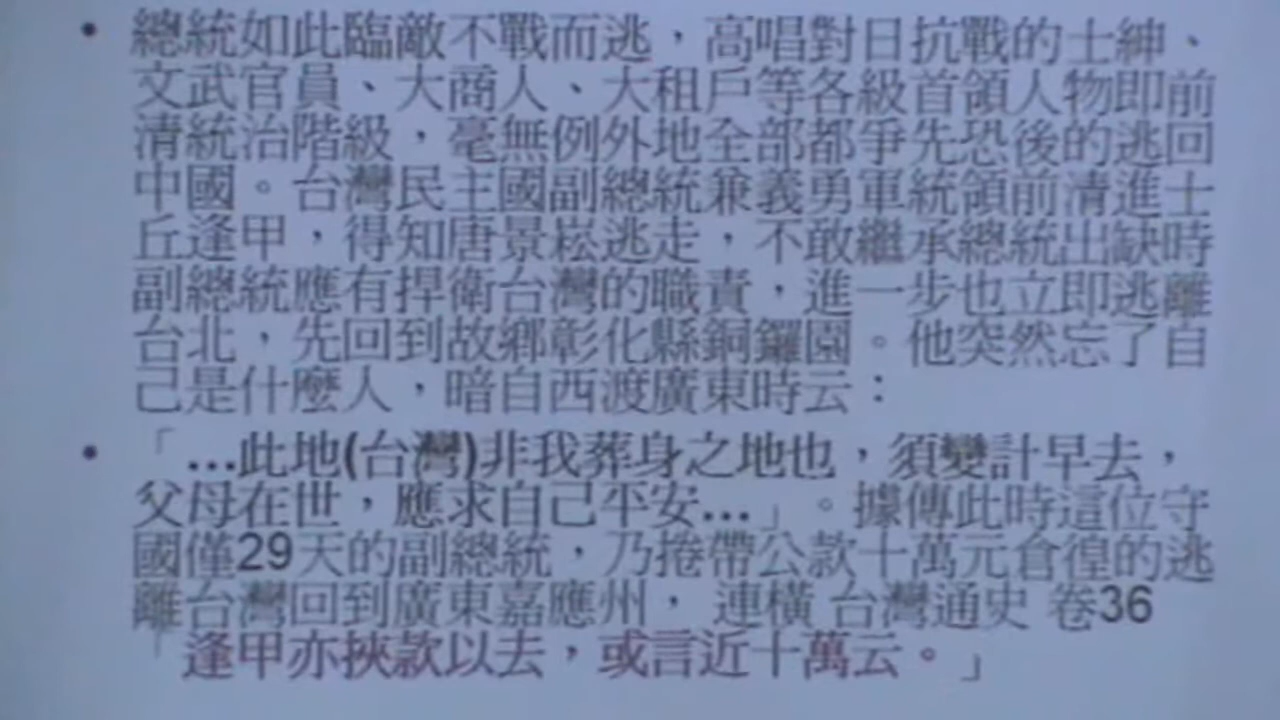 • 總統如此臨敵不戰而逃，高唱對日抗戰的士紳、
文武官員、大商人、大租戶等各級首領人物即前
清統治階級，毫無例外地全部都爭先恐後的逃回
中國。台灣民主國副總統兼義勇軍統領前清進士
丘逢甲，得知唐景崧逃走，不敢繼承總統出缺時
副總統應有捍衛台灣的職責，進一步也立即逃離
台北，先回到故鄉彰化縣銅鑼園。他突然忘了自
己是什麼人，暗自西渡廣東時云：
• 「…此地(台灣)非我葬身之地也，須變計早去，
父母在世，應求自己平安…」。據傳此時這位守
國僅29天的副總統，乃捲帶公款十萬元倉徨的逃
離台灣回到廣東嘉應州， 連橫 台灣通史 卷36
「逢甲亦挾款以去，或言近十萬云。」